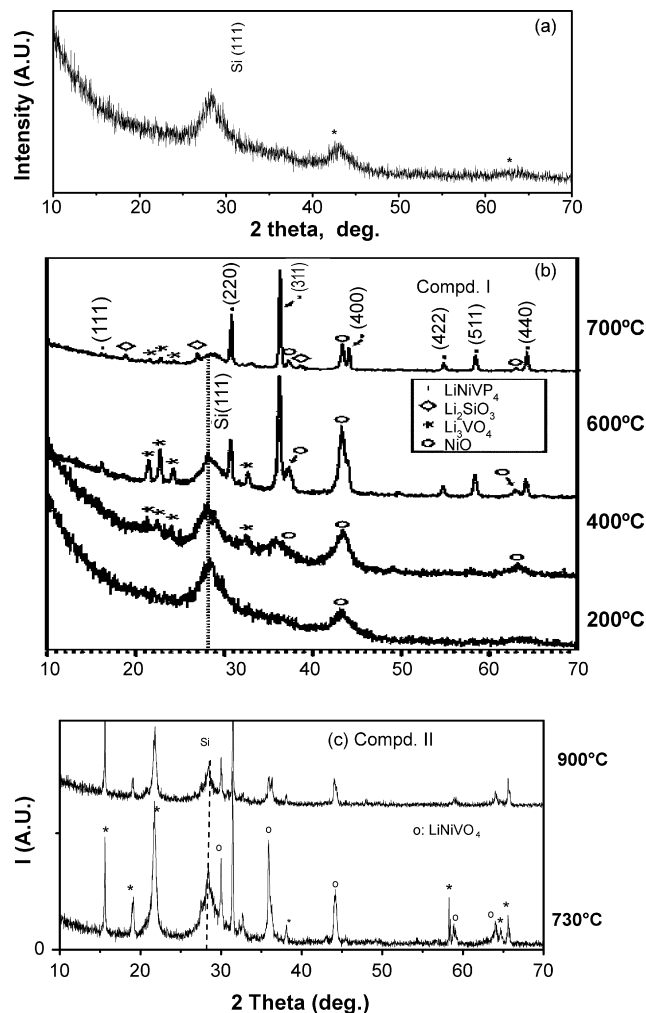 (a)
Si (111)
*
*
Intensity (A.U.)
10 20 30 40 50 60 70
2 theta, deg.
(b)
Compd. I
(111)
(220)
(311)
(400)
(422)
(511)
(440)
700ºC
* * *
Si(111)
LiNiVP4
Li2SiO3
* Li3VO4
NiO
600ºC
* * * *
400ºC
* * * *
200ºC
10 20 30 40 50 60 70
Si
(c) Compd. II
900°C
I (A.U.)
o: LiNiVO4
* * * o o * o * o o * *
730°C
0
10 20 30 40 50 60 70
2 Theta (deg.)